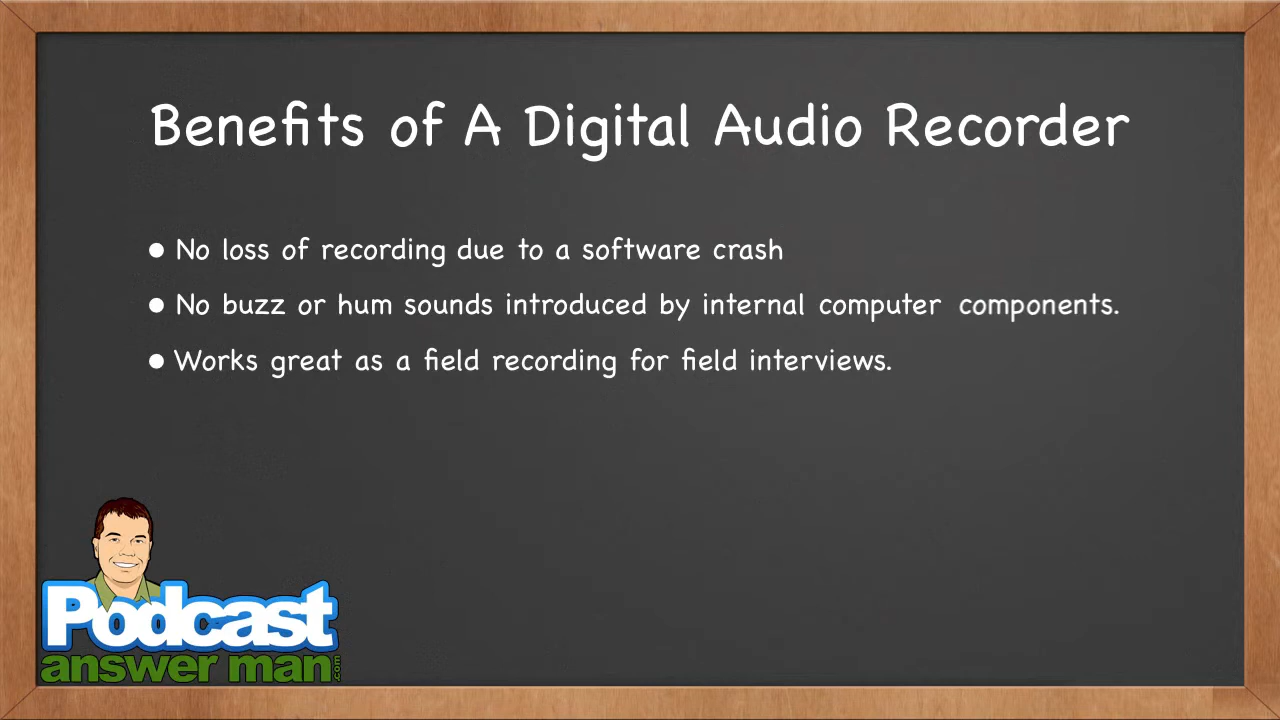 Benefits of A Digital Audio Recorder
• No loss of recording due to a software crash
• No buzz or hum sounds introduced by internal computer components.
• Works great as a field recording for field interviews.
Podcast
answer man.com